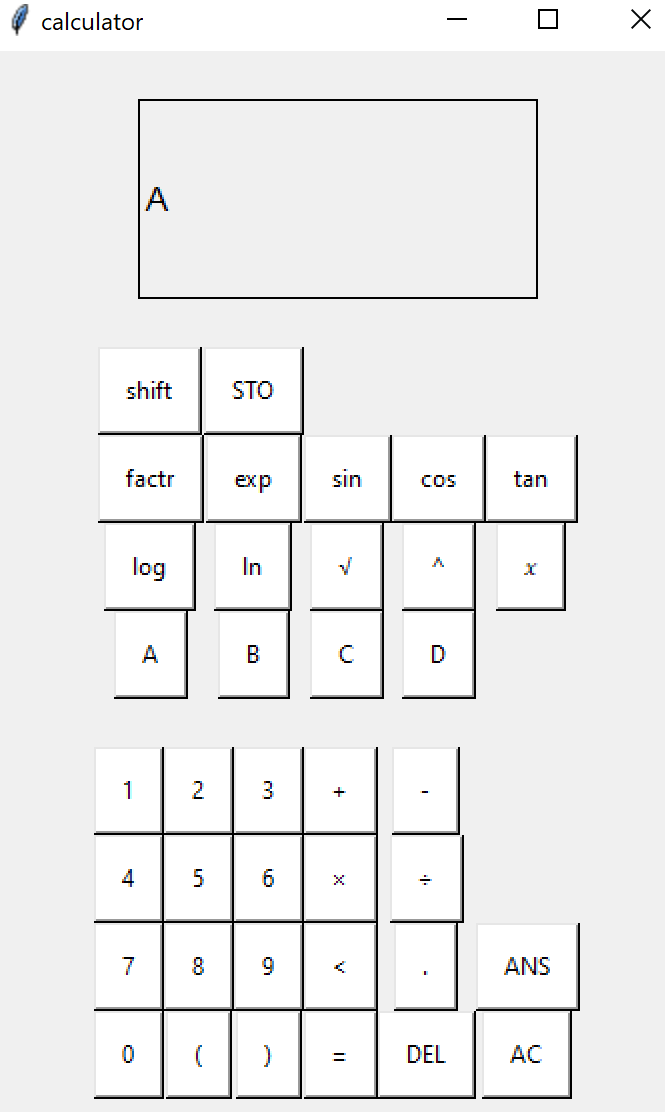 calculator
A
shift STO
factr exp sin cos tan
log ln √ ^ x
A B C D
1 2 3 + -
4 5 6 × ÷
7 8 9 < . ANS
0 ( ) = DEL AC